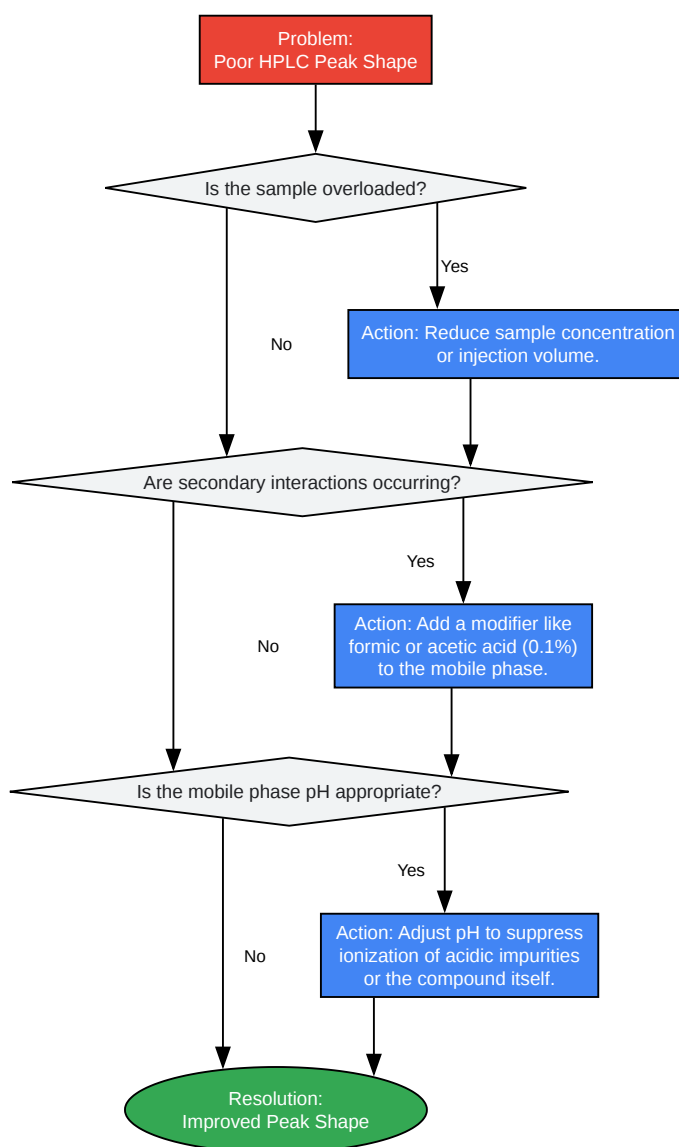 Problem:
Poor HPLC Peak Shape
Is the sample overloaded?
Yes
No
Action: Reduce sample concentration
or injection volume.
Are secondary interactions occurring?
Yes
No
Action: Add a modifier like
formic or acetic acid (0.1%)
to the mobile phase.
Is the mobile phase pH appropriate?
Yes
No
Action: Adjust pH to suppress
ionization of acidic impurities
or the compound itself.
Resolution:
Improved Peak Shape